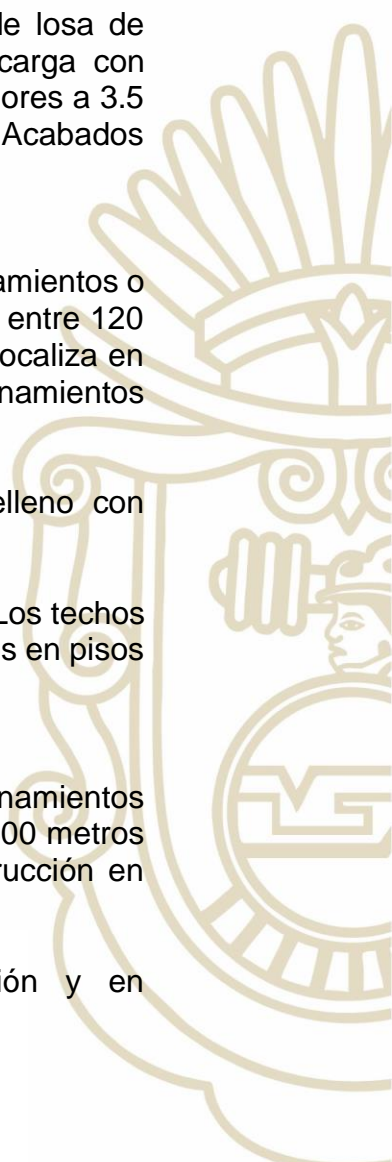 de losa de
carga con
ores a 3.5
Acabados
amientos o
entre 120
ocaliza en
namientos
elleno con
Los techos
s en pisos
namientos
00 metros
rucción en
ión y en